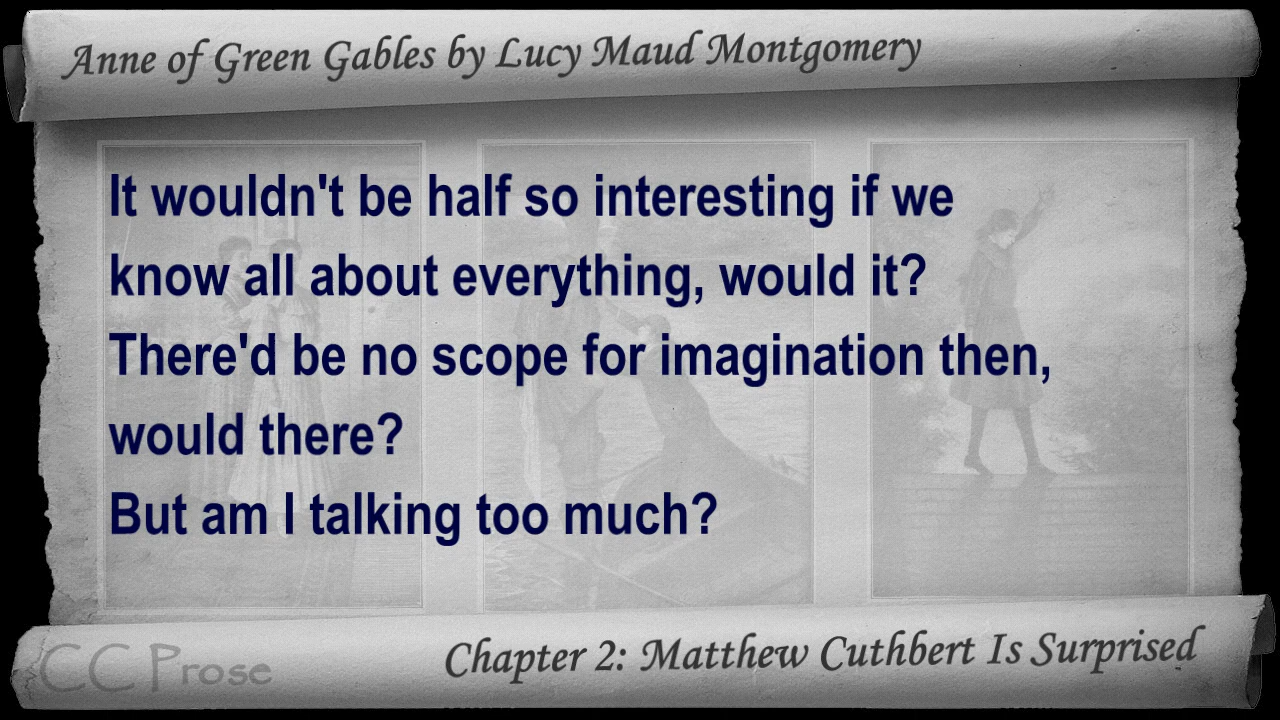 Anne of Green Gables by Lucy Maud Montgomery
It wouldn't be half so interesting if we
know all about everything, would it?
There'd be no scope for imagination then,
would there?
But am I talking too much?
CC Prose
Chapter 2: Matthew Cuthbert Is Surprised